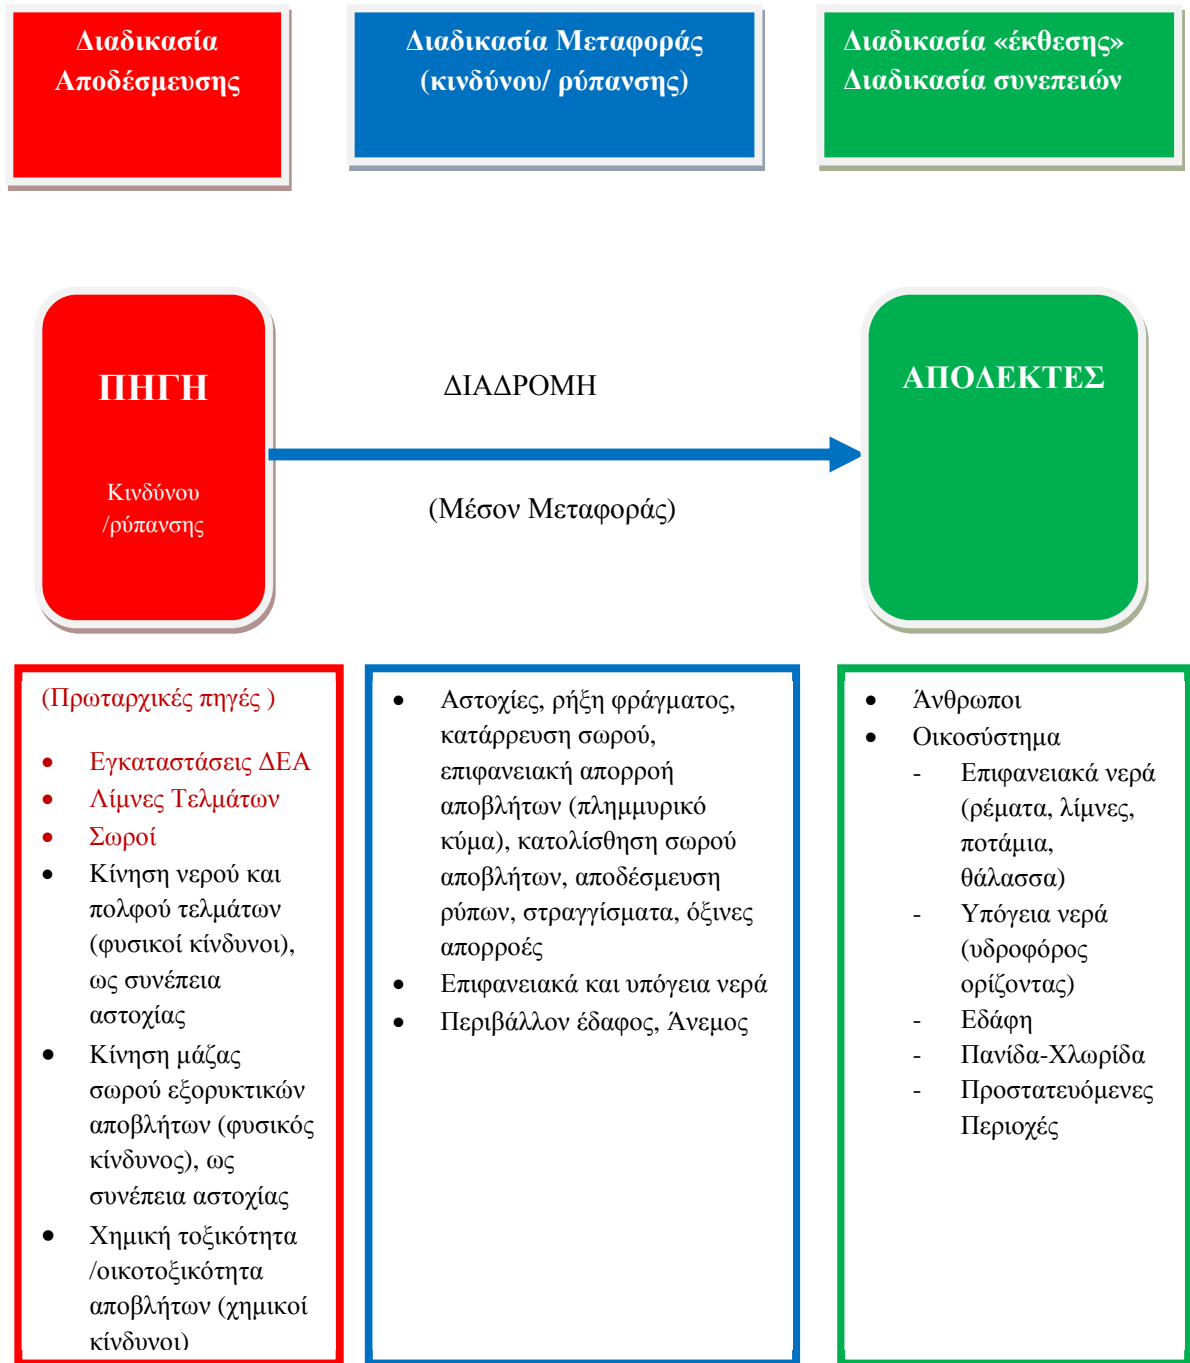 Διαδικασία
Αποδέσμευσης
Διαδικασία Μεταφοράς
(κινδύνου/ ρύπανσης)
Διαδικασία «έκθεσης»
Διαδικασία συνεπειών
ΠΗΓΗ
Κινδύνου
/ρύπανσης
ΔΙΑΔΡΟΜΗ
(Μέσον Μεταφοράς)
ΑΠΟΔΕΚΤΕΣ
(Πρωταρχικές πηγές )
• Εγκαταστάσεις ΔΕΑ
• Λίμνες Τελμάτων
• Σωροί
• Κίνηση νερού και
πολφού τελμάτων
(φυσικοί κίνδυνοι),
ως συνέπεια
αστοχίας
• Κίνηση μάζας
σωρού εξορυκτικών
αποβλήτων (φυσικός
κίνδυνος), ως
συνέπεια αστοχίας
• Χημική τοξικότητα
/οικοτοξικότητα
αποβλήτων (χημικοί
κίνδυνοι)
• Αστοχίες, ρήξη φράγματος,
κατάρρευση σωρού,
επιφανειακή απορροή
αποβλήτων (πλημμυρικό
κύμα), κατολίσθηση σωρού
αποβλήτων, αποδέσμευση
ρύπων, στραγγίσματα, όξινες
απορροές
• Επιφανειακά και υπόγεια νερά
• Περιβάλλον έδαφος, Άνεμος
• Άνθρωποι
• Οικοσύστημα
- Επιφανειακά νερά
(ρέματα, λίμνες,
ποτάμια,
θάλασσα)
- Υπόγεια νερά
(υδροφόρος
ορίζοντας)
- Εδάφη
- Πανίδα-Χλωρίδα
- Προστατευόμενες
Περιοχές